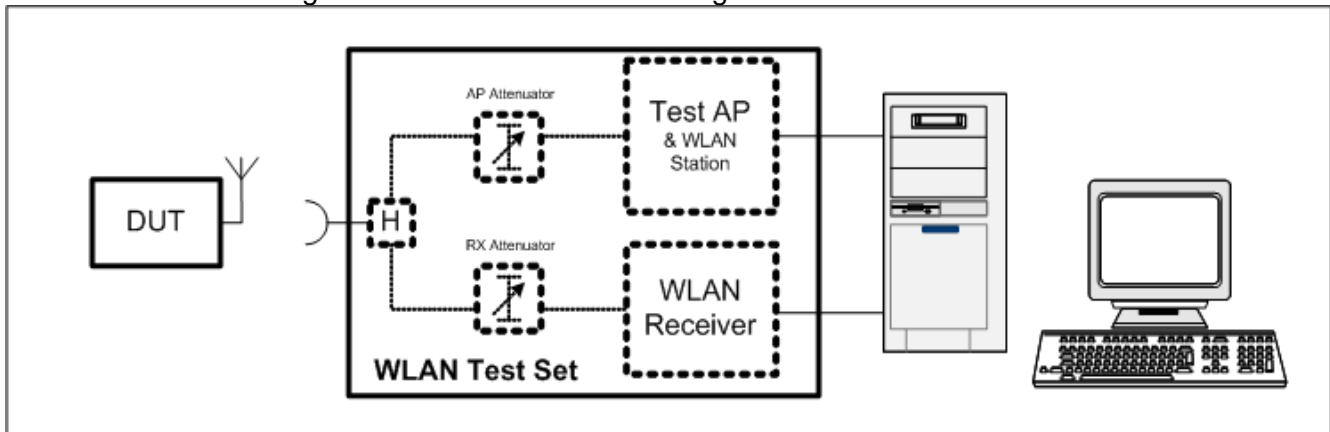 DUT
H
AP Attenuator
RX Attenuator
Test AP
& WLAN
Station
WLAN
Receiver
WLAN Test Set